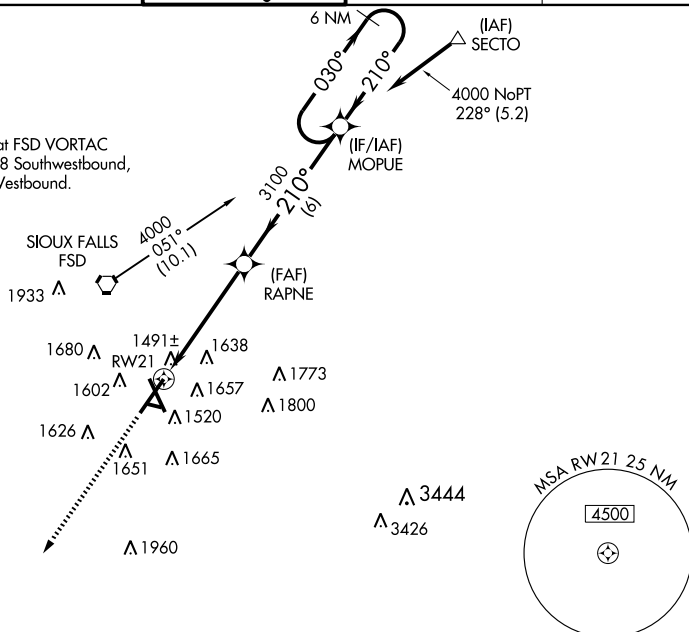 6 NM
(IAF)
SECTO
030°
210°
4000 NoPT
228° (5.2)
at FSD VORTAC
8 Southwestbound,
Westbound.
(IF/IAF)
MOPUE
3100
210°
(6)
4000
051°
(10.1)
SIOUX FALLS
FSD
(FAF)
RAPNE
1933
1491±
1680
RW21
1638
1602
1773
1657
1800
1520
1626
1651
1665
MSA RW21 25 NM
3444
4500
3426
1960